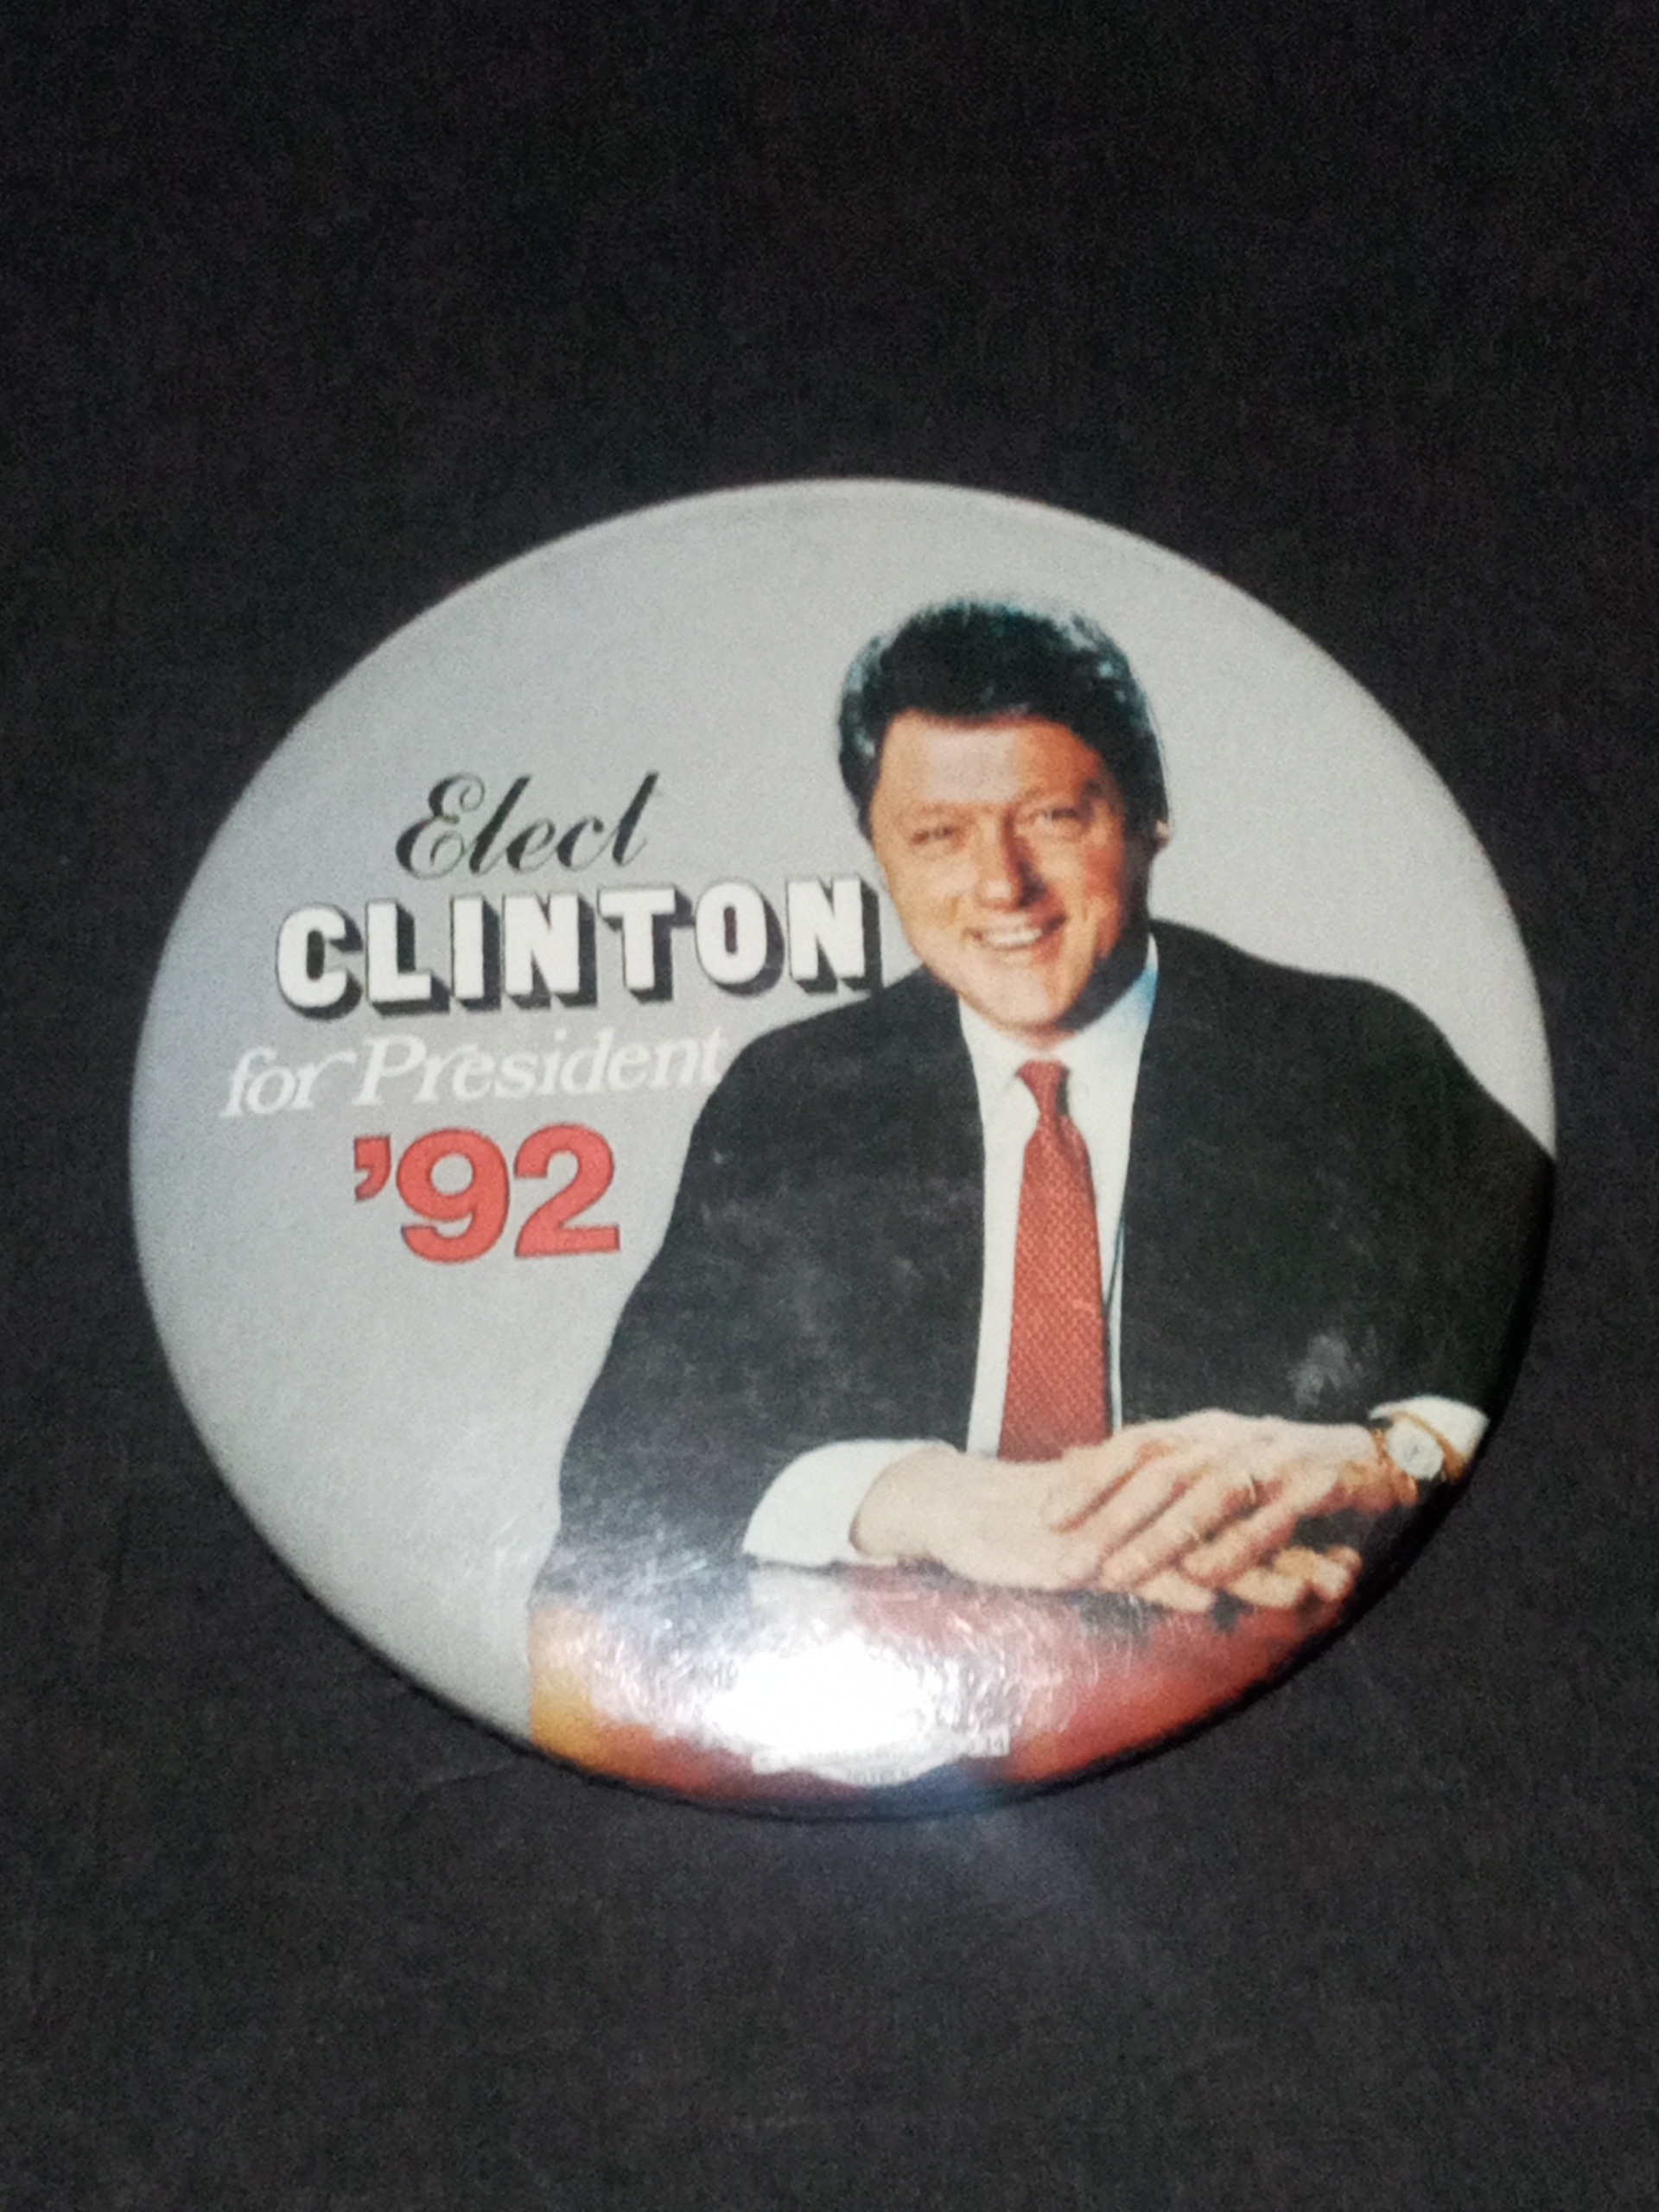 Elect
CLINTON
for President
'92